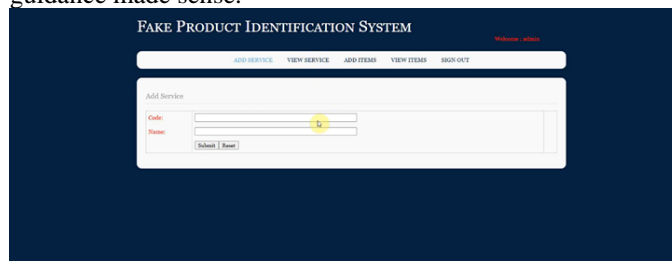 guidance made sense.
FAKE PRODUCT IDENTIFICATION SYSTEM
Welcome : admin
ADD SERVICE VIEW SERVICE ADD ITEMS VIEW ITEMS SIGN OUT
Add Service
Code:
Name:
Submit Reset